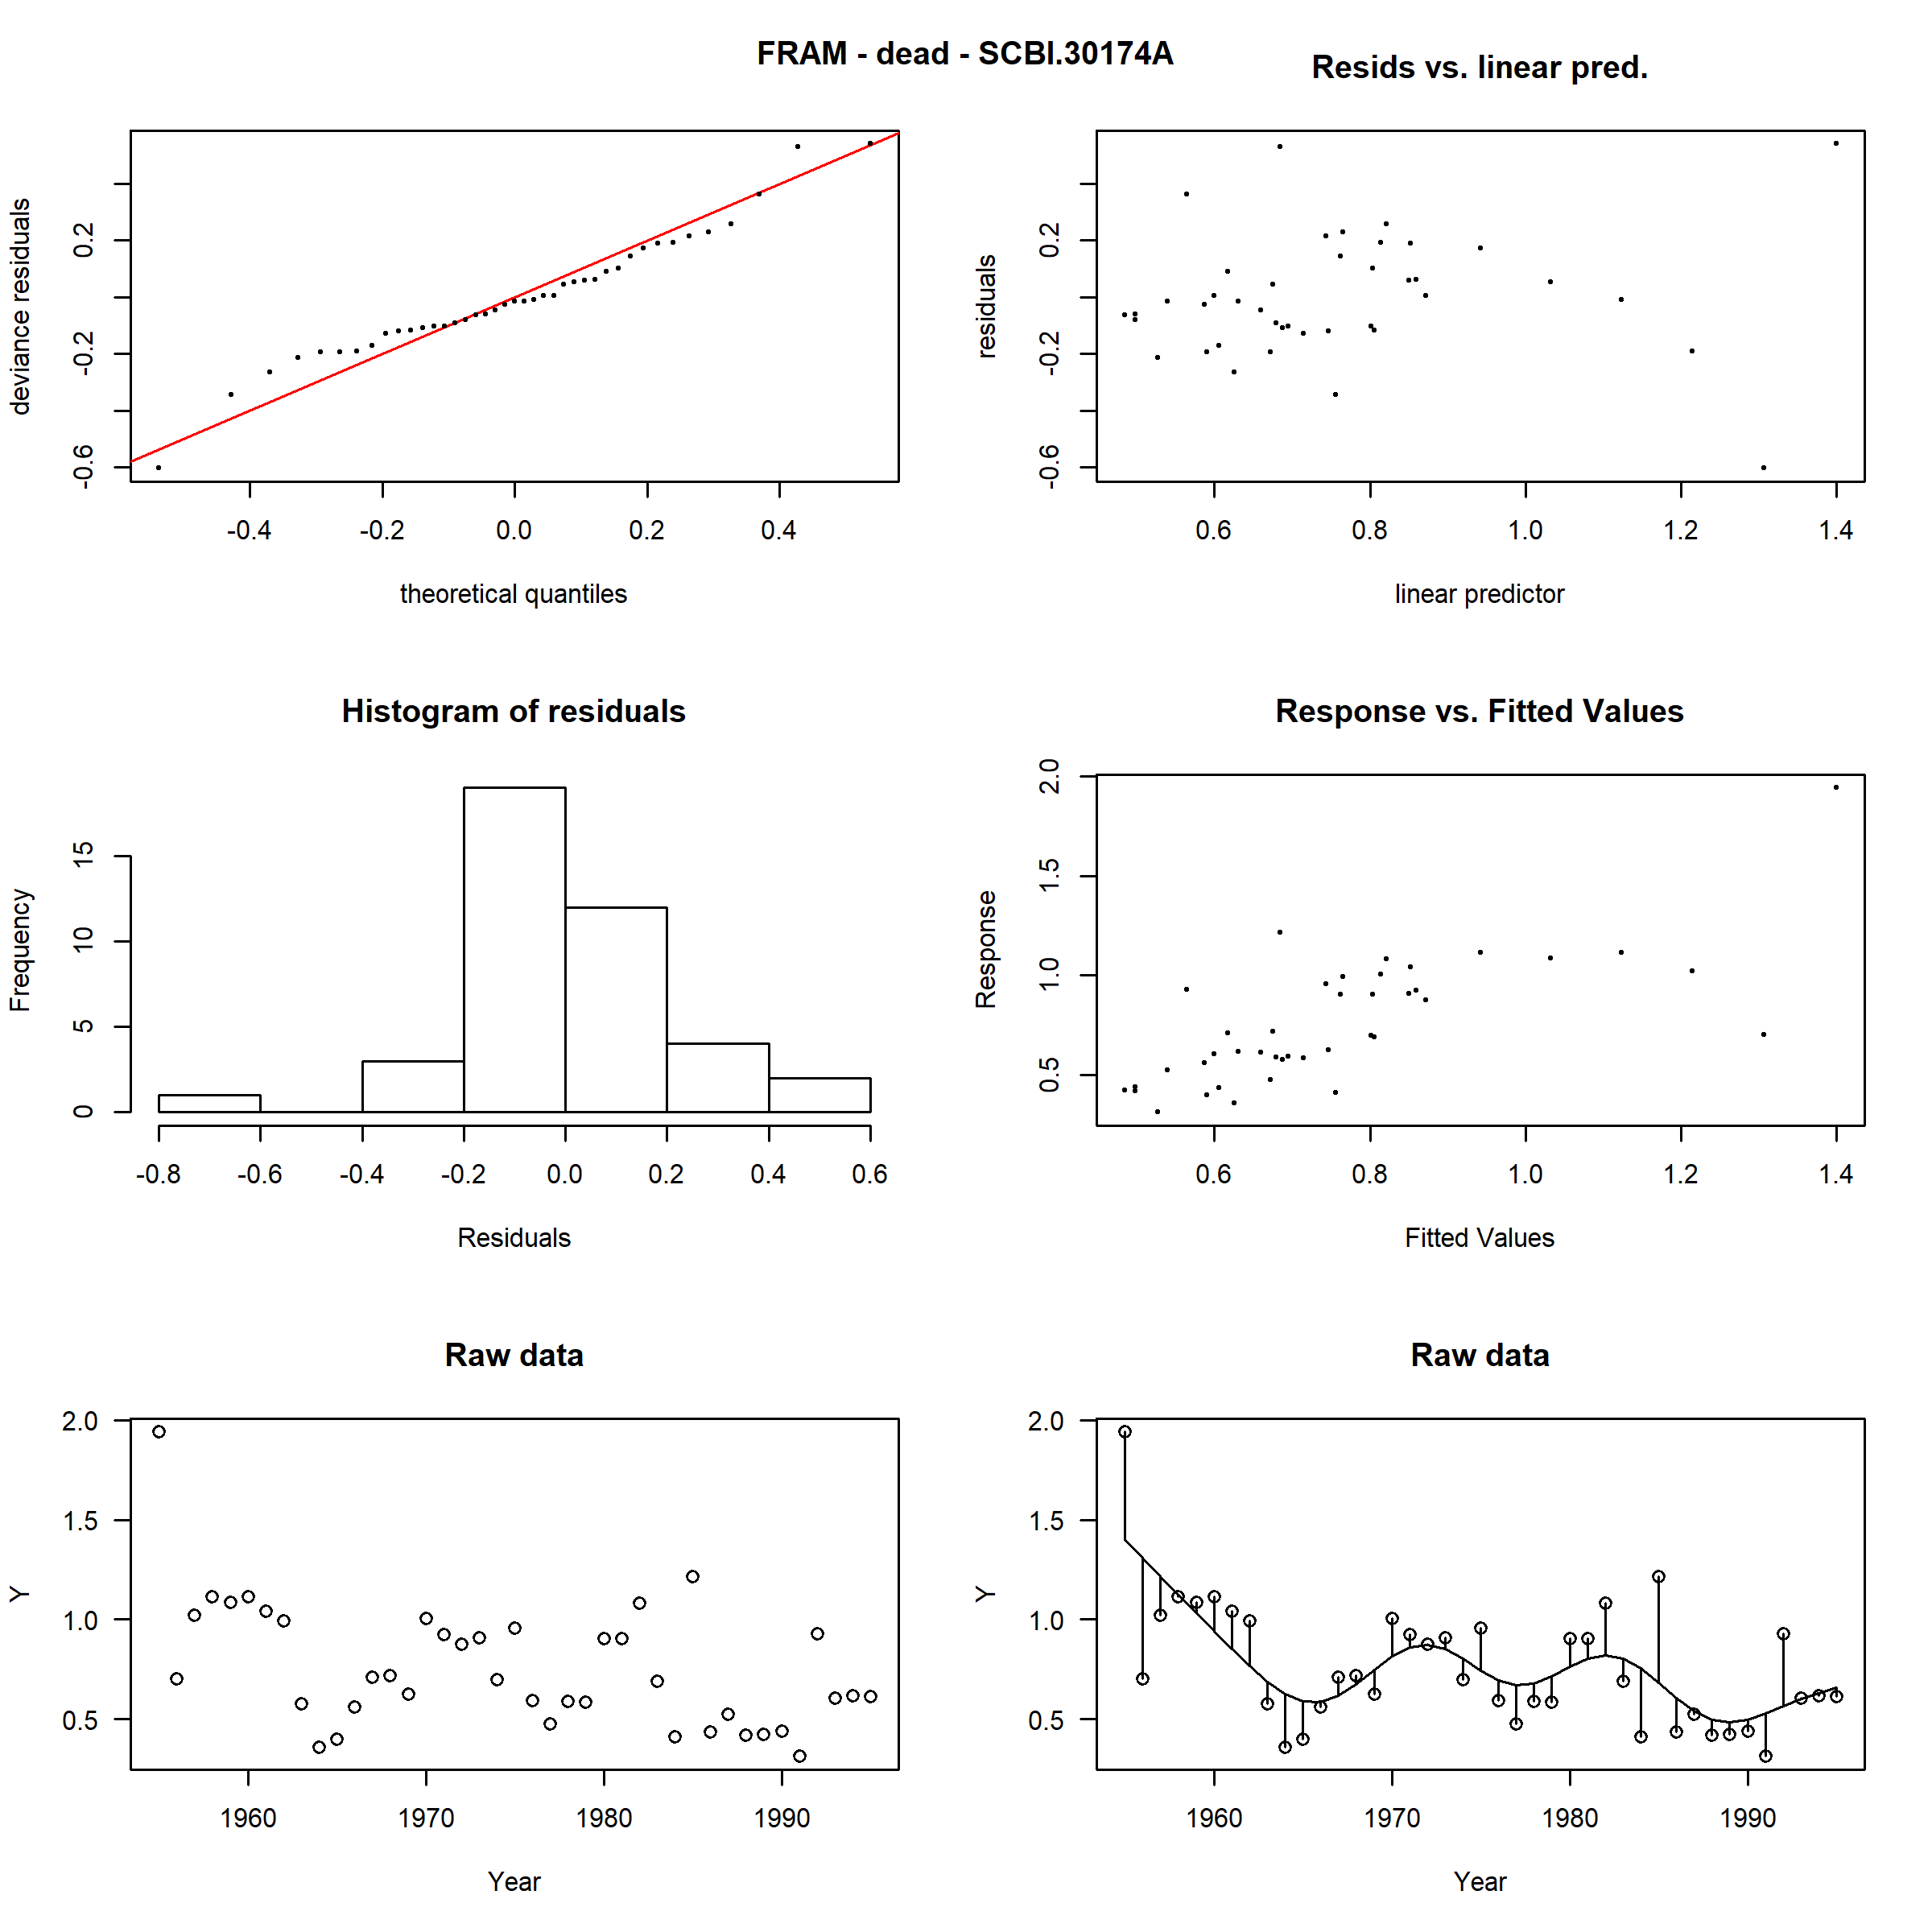 FRAM - dead - SCBI.30174A
Resids vs. linear pred.
deviance residuals
-0.6 -0.2 0.2
-0.4 -0.2 0.0 0.2 0.4
theoretical quantiles
residuals
-0.6 -0.2 0.2
0.6 0.8 1.0 1.2 1.4
linear predictor
Histogram of residuals
Frequency
0 5 10 15
-0.8 -0.6 -0.4 -0.2 0.0 0.2 0.4 0.6
Residuals
Response vs. Fitted Values
Response
0.5 1.0 1.5 2.0
0.6 0.8 1.0 1.2 1.4
Fitted Values
Raw data
Y
2.0
1.5
1.0
0.5
1960 1970 1980 1990
Year
Raw data
Y
2.0
1.5
1.0
0.5
1960 1970 1980 1990
Year